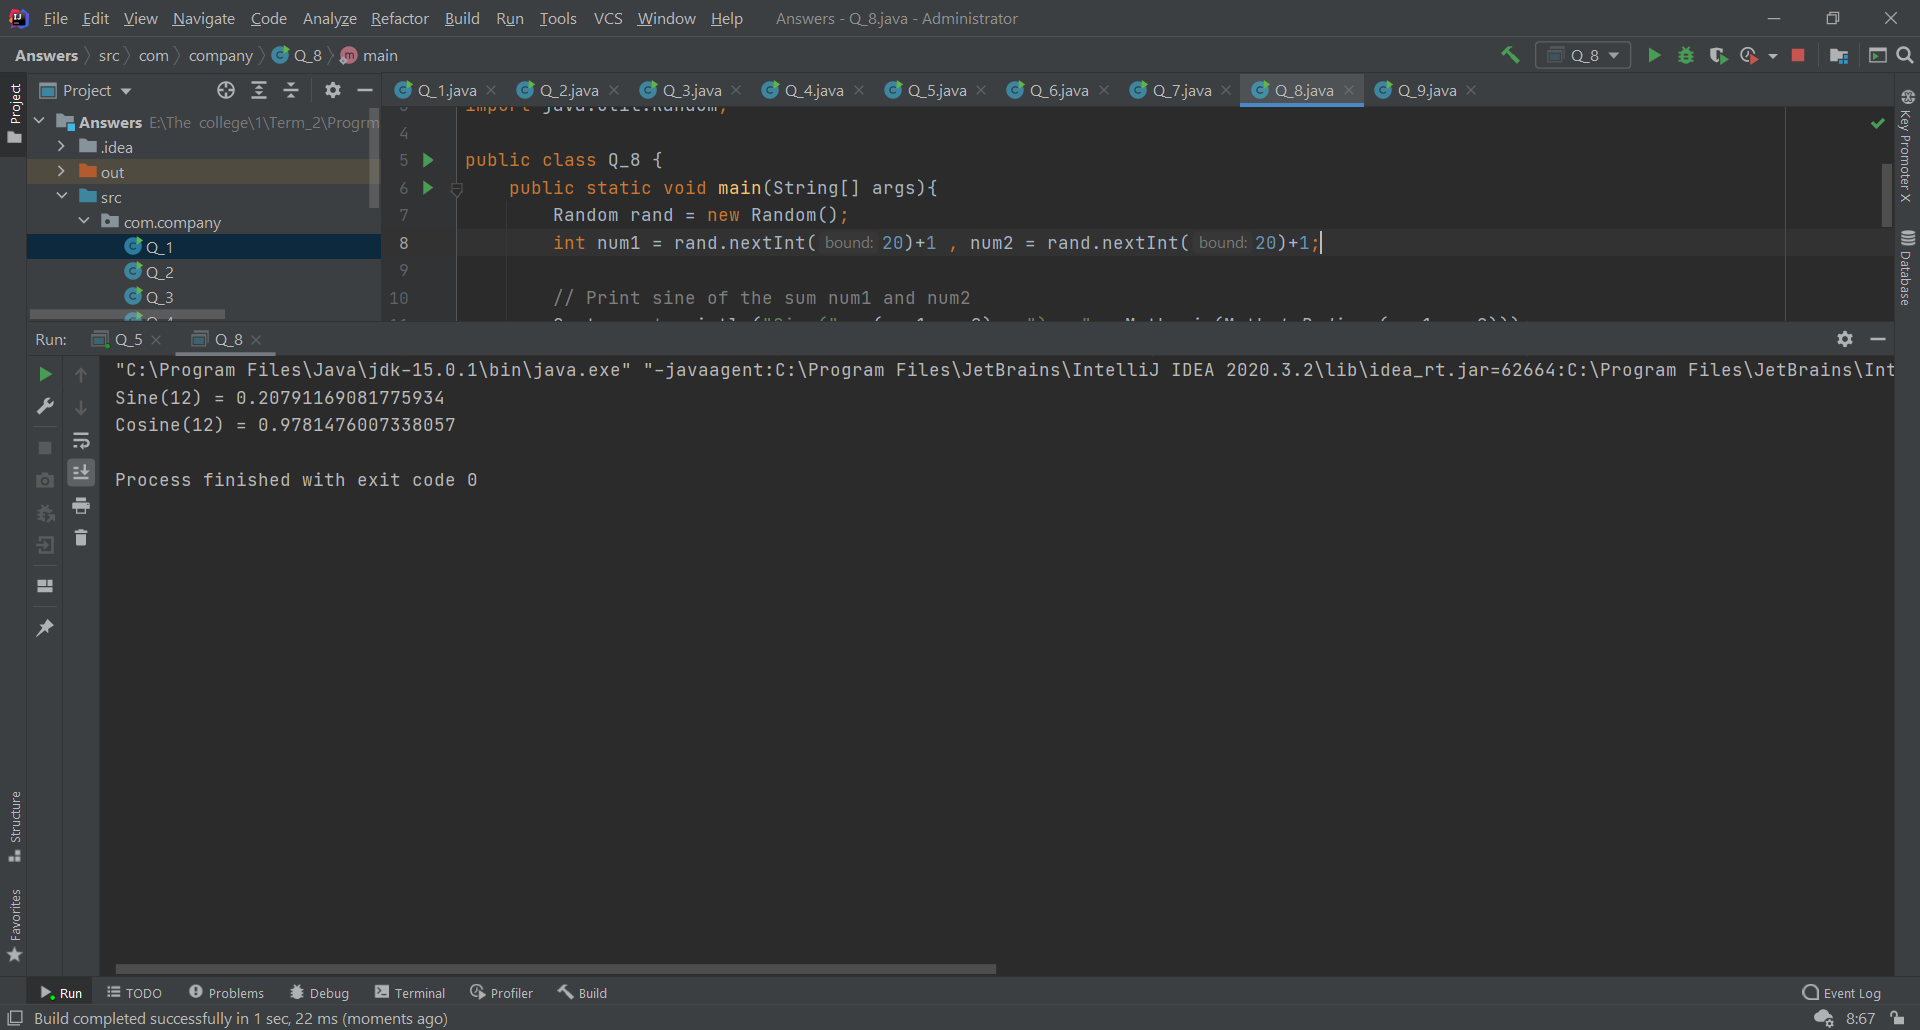 File Edit View Navigate Code Analyze Refactor Build Run Tools VCS Window Help Answers - Q_8.java - Administrator
Answers src com company Q_8 main Q_8
Project Q_1.java Q_2.java Q_3.java Q_4.java Q_5.java Q_6.java Q_7.java Q_8.java Q_9.java
Project
Answers E:\The college\1\Term_2\Progrm
.idea
out
src
com.company
Q_1
Q_2
Q_3
import java.util.Random;
4
5 public class Q_8 {
6 public static void main(String[] args){
7 Random rand = new Random();
8 int num1 = rand.nextInt( bound: 20)+1 , num2 = rand.nextInt( bound: 20)+1;
9
10 // Print sine of the sum num1 and num2
Key Promoter X
Database
Run: Q_5 Q_8
"C:\Program Files\Java\jdk-15.0.1\bin\java.exe" "-javaagent:C:\Program Files\JetBrains\IntelliJ IDEA 2020.3.2\lib\idea_rt.jar=62664:C:\Program Files\JetBrains\Int
Sine(12) = 0.20791169081775934
Cosine(12) = 0.9781476007338057
Process finished with exit code 0
Structure
Favorites
Run TODO Problems Debug Terminal Profiler Build Event Log
Build completed successfully in 1 sec, 22 ms (moments ago) 8:67